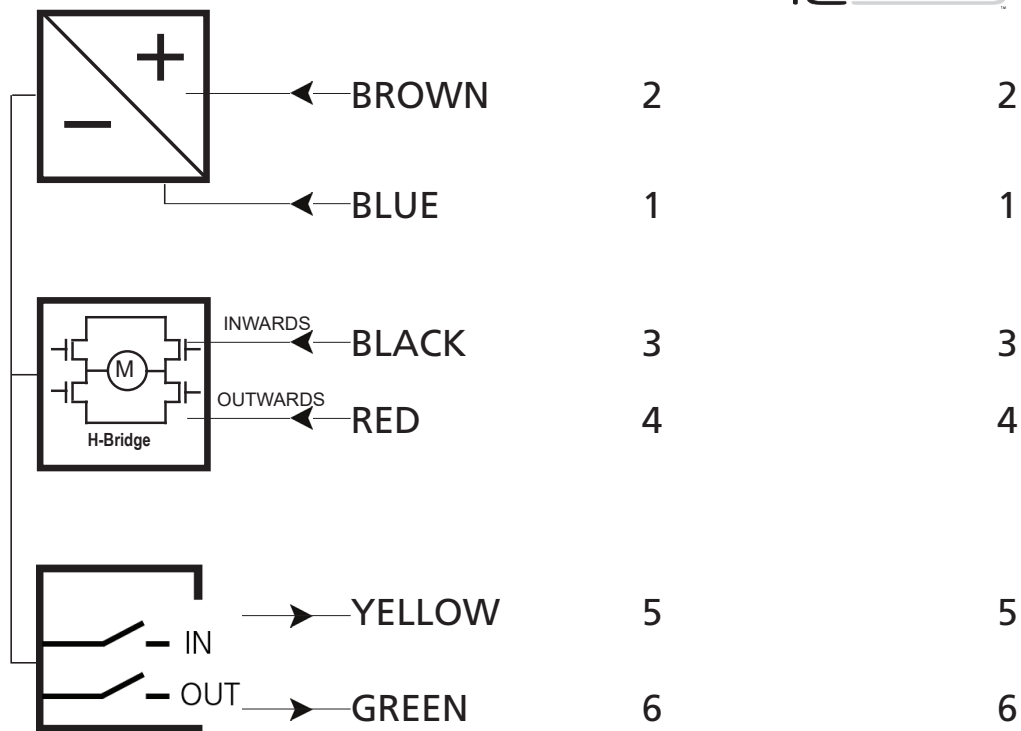 +
−
BROWN 2 2
BLUE 1 1
INWARDS
BLACK 3 3
M
OUTWARDS
RED 4 4
H-Bridge
YELLOW 5 5
IN
OUT
GREEN 6 6